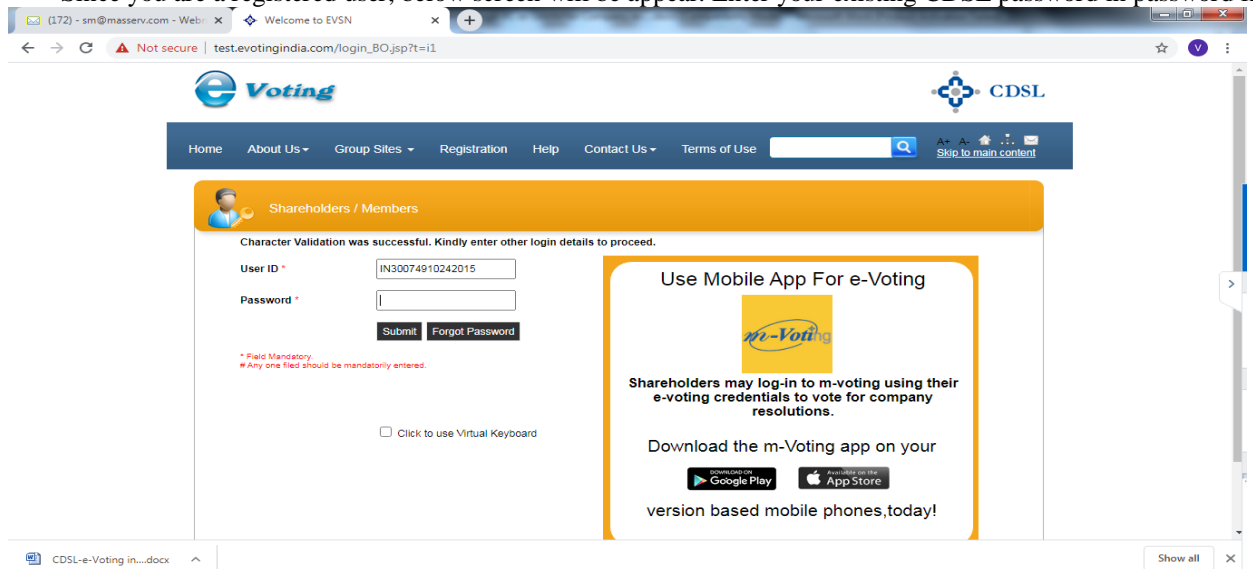 Since you are a registered user, below screen will be appear. Enter your existing CDSL password in password
(172) - sm@masserv.com - Web
Welcome to EVSN
Not secure | test.evotingindia.com/login_BO.jsp?t=i1
V
e Voting
CDSL
Home About Us Group Sites Registration Help Contact Us Terms of Use
A+ A-
Skip to main content
Shareholders / Members
Character Validation was successful. Kindly enter other login details to proceed.
User ID * IN30074910242015
Password *
Submit Forgot Password
* Field Mandatory.
# Any one filed should be mandatorily entered.
Click to use Virtual Keyboard
Use Mobile App For e-Voting
m-Voting
Shareholders may log-in to m-voting using their
e-voting credentials to vote for company
resolutions.
Download the m-Voting app on your
DOWNLOAD ON
Google Play
Available on the
App Store
version based mobile phones,today!
CDSL-e-Voting in....docx
Show all